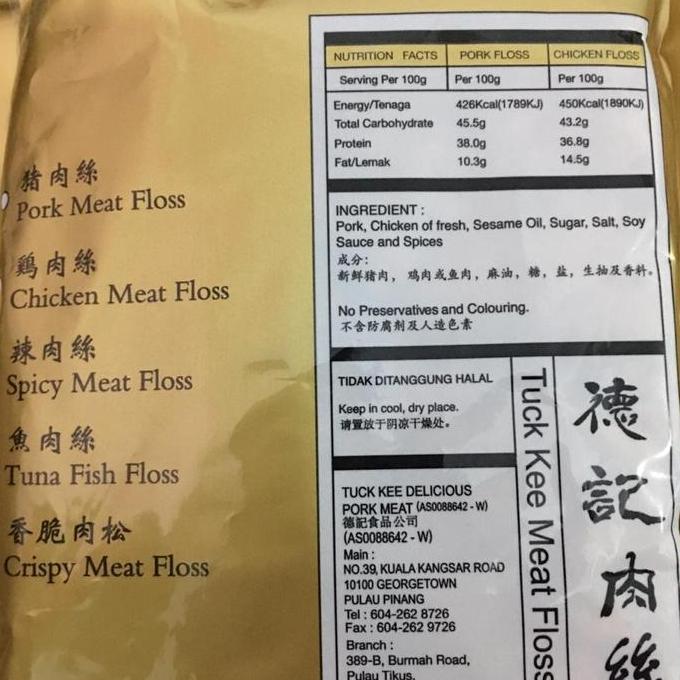 猪肉絲
Pork Meat Floss
鷄肉絲
Chicken Meat Floss
辣肉絲
Spicy Meat Floss
魚肉絲
Tuna Fish Floss
香脆肉松
Crispy Meat Floss
NUTRITION FACTS PORK FLOSS CHICKEN FLOSS
Serving Per 100g Per 100g Per 100g
Energy/Tenaga 426Kcal(1789KJ) 450Kcal(1890KJ)
Total Carbohydrate 45.5g 43.2g
Protein 38.0g 36.8g
Fat/Lemak 10.3g 14.5g
INGREDIENT :
Pork, Chicken of fresh, Sesame Oil, Sugar, Salt, Soy
Sauce and Spices
成分:
新鲜猪肉，鸡肉或鱼肉，麻油，糖，盐，生抽及香料。
No Preservatives and Colouring.
不含防腐剂及人造色素
TIDAK DITANGGUNG HALAL
Keep in cool, dry place.
请置放于阴凉干燥处。
TUCK KEE DELICIOUS
PORK MEAT (AS0088642 - W)
德記食品公司
(AS0088642 - W)
Main :
NO.39, KUALA KANGSAR ROAD
10100 GEORGETOWN
PULAU PINANG
Tel : 604-262 8726
Fax : 604-262 9726
Branch :
389-B, Burmah Road,
Pulau Tikus,
Tuck Kee Meat Floss
德記肉絲